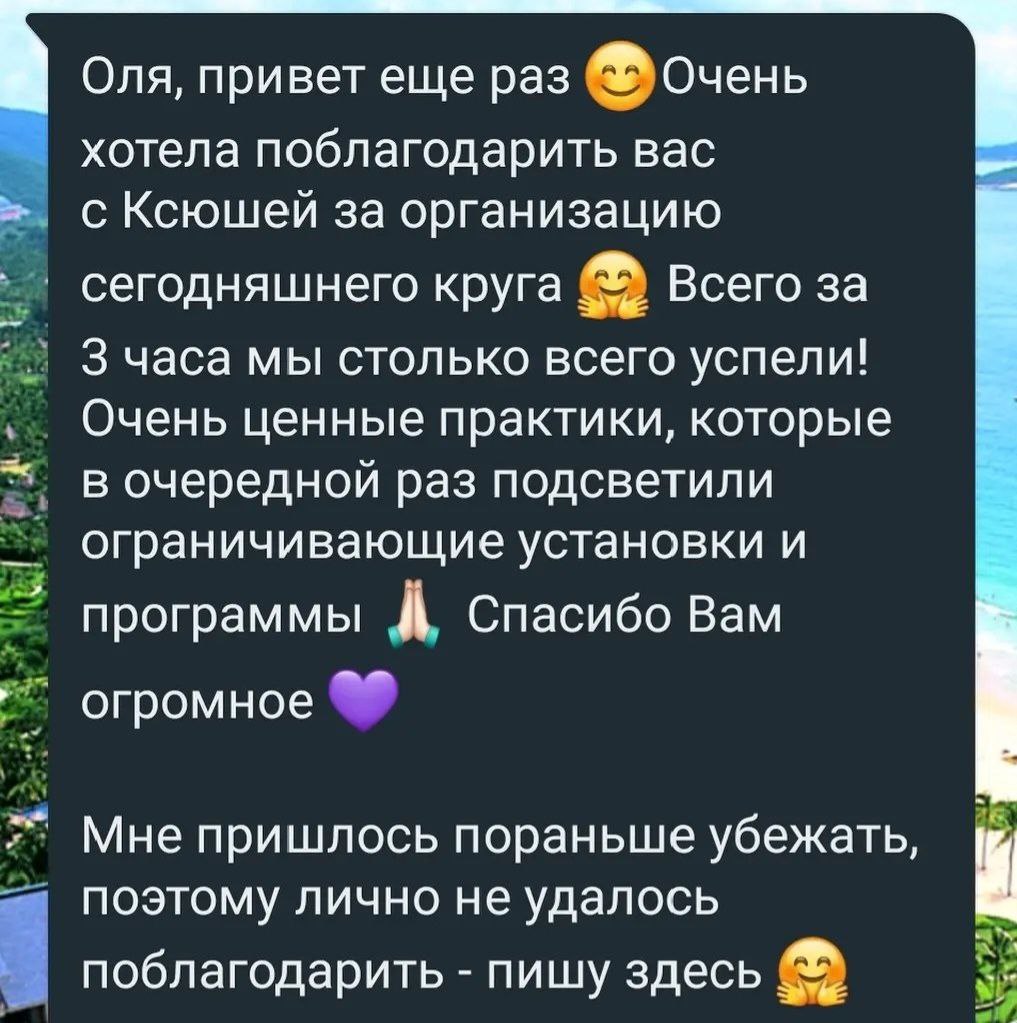 Оля, привет еще раз 😊Очень
хотела поблагодарить вас
с Ксюшей за организацию
сегодняшнего круга 🤗 Всего за
3 часа мы столько всего успели!
Очень ценные практики, которые
в очередной раз подсветили
ограничивающие установки и
программы 🙏🏻 Спасибо Вам
огромное 💜
Мне пришлось пораньше убежать,
поэтому лично не удалось
поблагодарить - пишу здесь 🤗